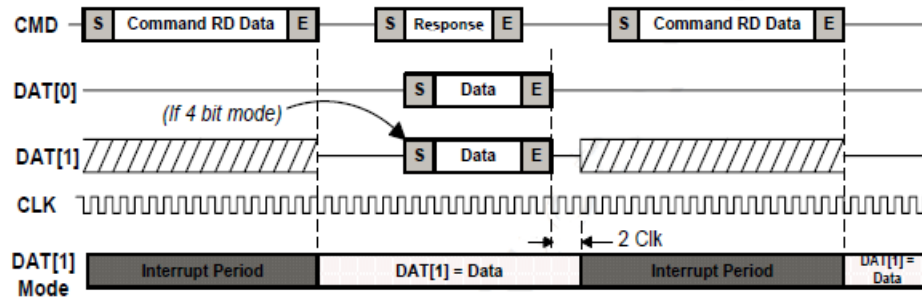 CMD S Command RD Data E S Response E S Command RD Data E
DAT[0] S Data E
(If 4 bit mode)
DAT[1] S Data E
CLK
2 Clk
DAT[1] Mode Interrupt Period DAT[1] = Data Interrupt Period DAT[1] = Data